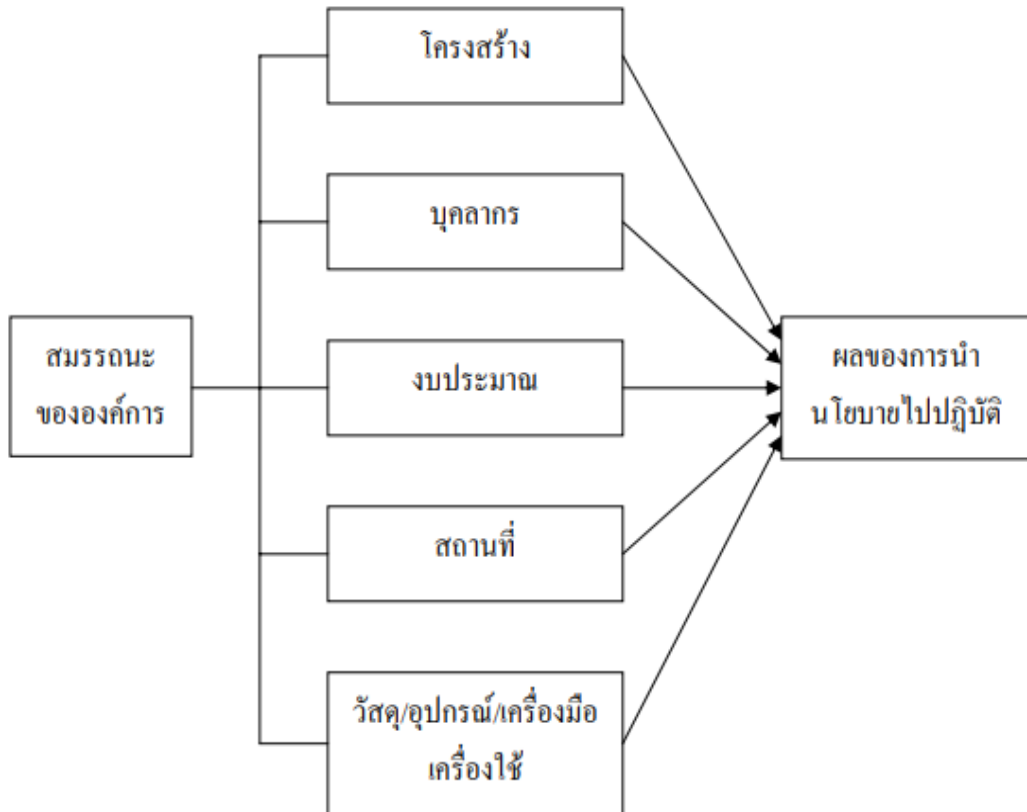 โครงสร้าง
บุคลากร
สมรรถนะ
ขององค์การ
งบประมาณ
ผลของการนำ
นโยบายไปปฏิบัติ
สถานที่
วัสดุ/อุปกรณ์/เครื่องมือ
เครื่องใช้